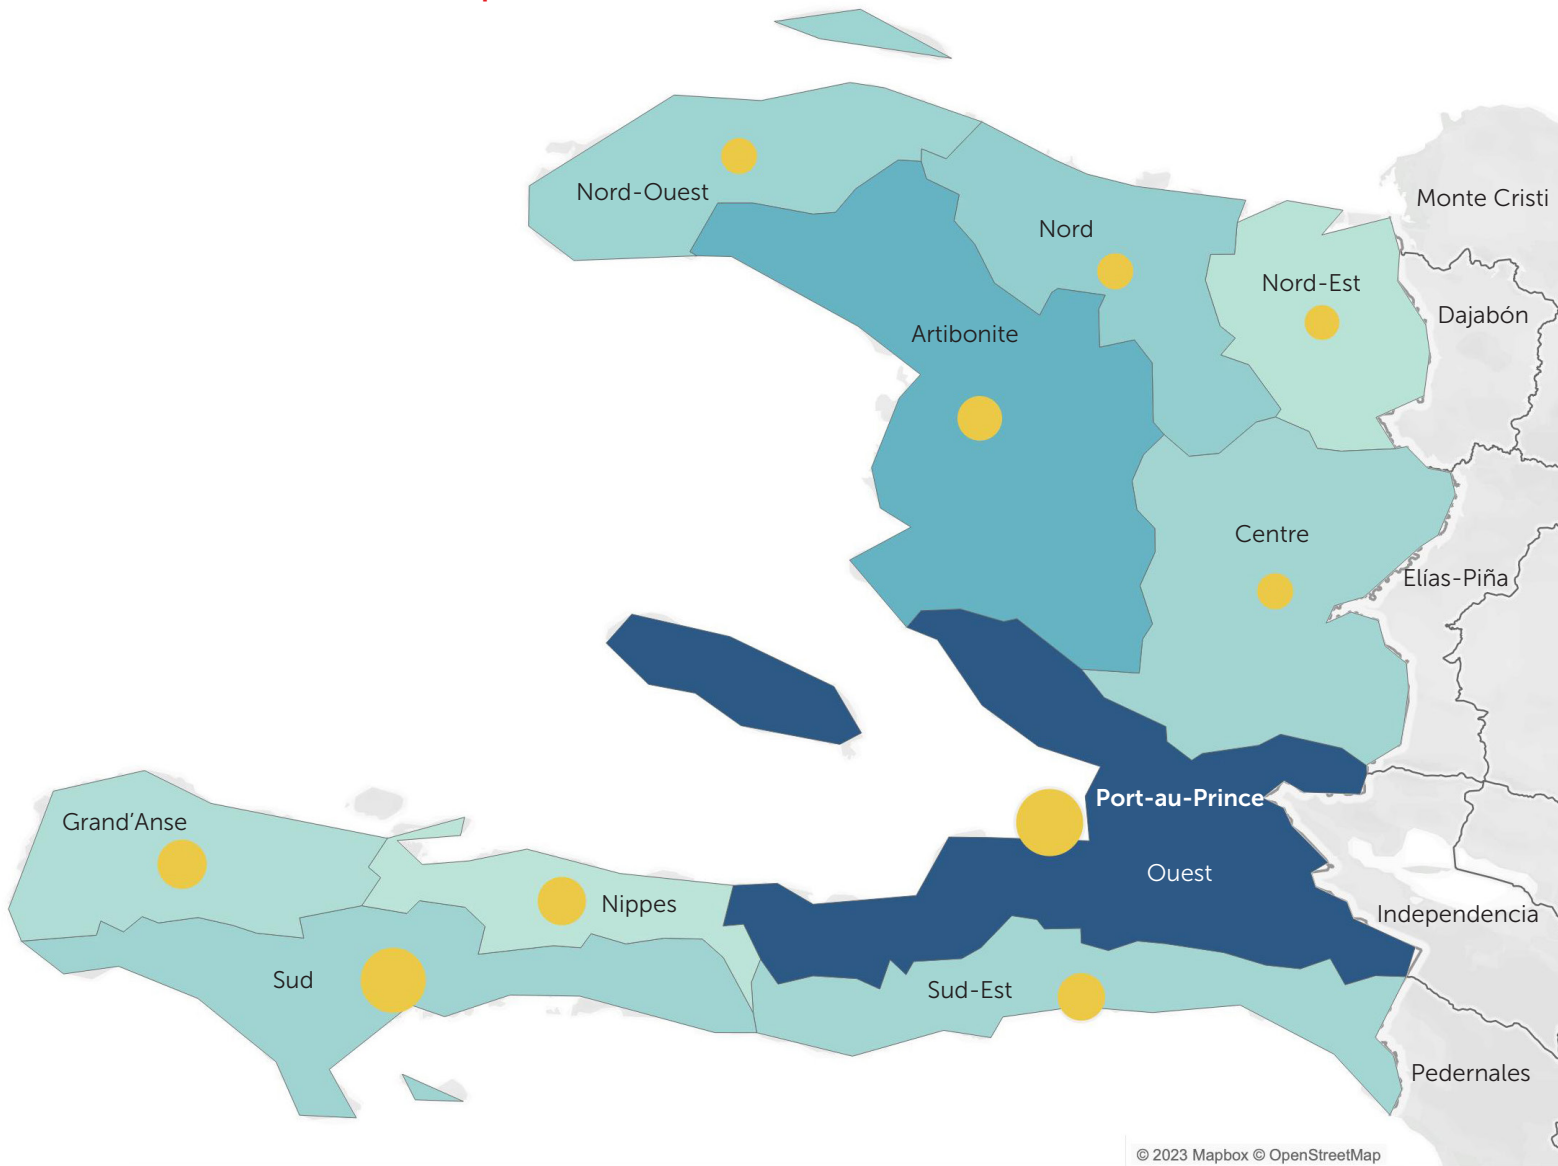 Nord-Ouest
Monte Cristi
Nord
Nord-Est
Dajabón
Artibonite
Centre
Elías-Piña
Port-au-Prince
Grand'Anse
Ouest
Nippes
Independencia
Sud
Sud-Est
Pedernales
© 2023 Mapbox © OpenStreetMap